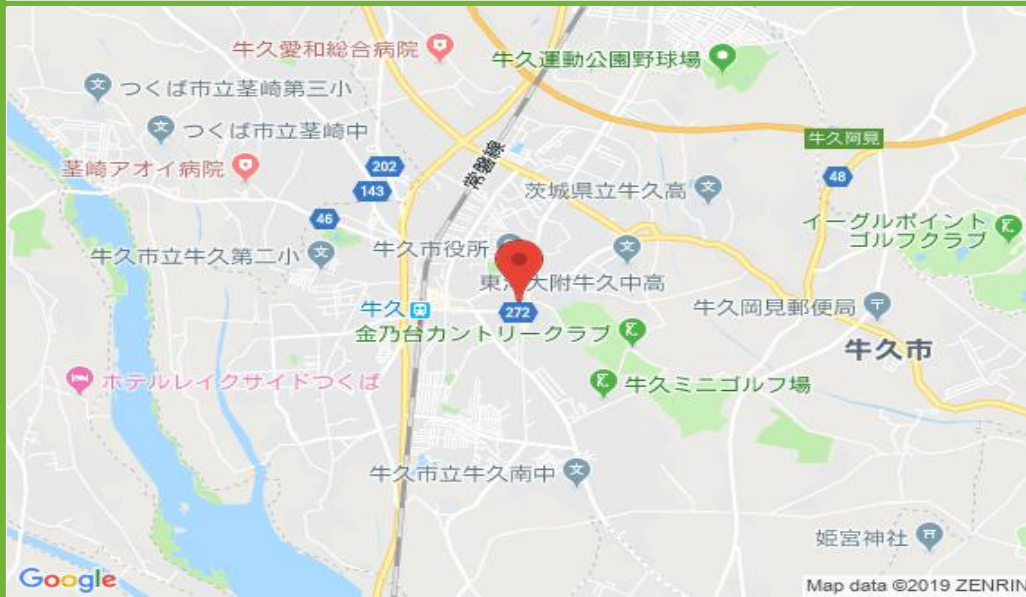 牛久愛和総合病院
牛久運動公園野球場
つくば市立茎崎第三小
つくば市立茎崎中
牛久阿見
茎崎アオイ病院
202
常磐線
143
48
茨城県立牛久高
46
イーグルポイント
ゴルフクラブ
牛久市役所
牛久市立牛久第二小
大附牛久中高
牛久
272
牛久岡見郵便局
金乃台カントリークラブ
牛久市
ホテルレイクサイドつくば
牛久ミニゴルフ場
牛久市立牛久南中
姫宮神社
Google
Map data ©2019 ZENRIN